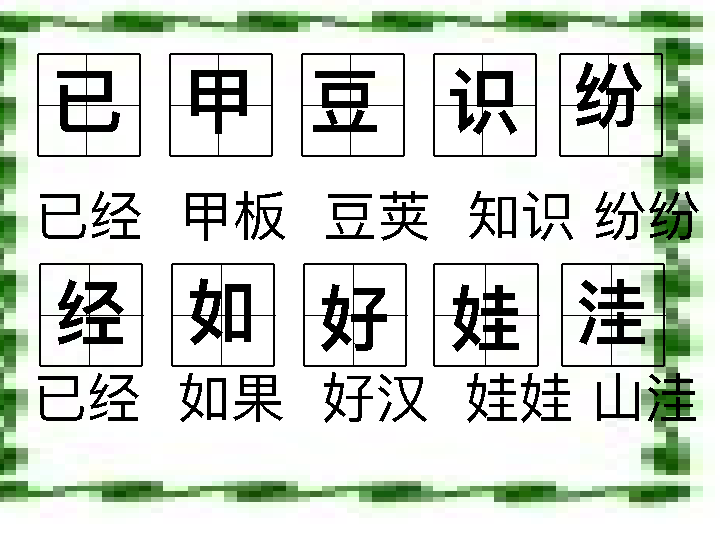 已 甲 豆 识 纷
已经 甲板 豆荚 知识 纷纷
经 如 好 娃 洼
已经 如果 好汉 娃娃 山洼